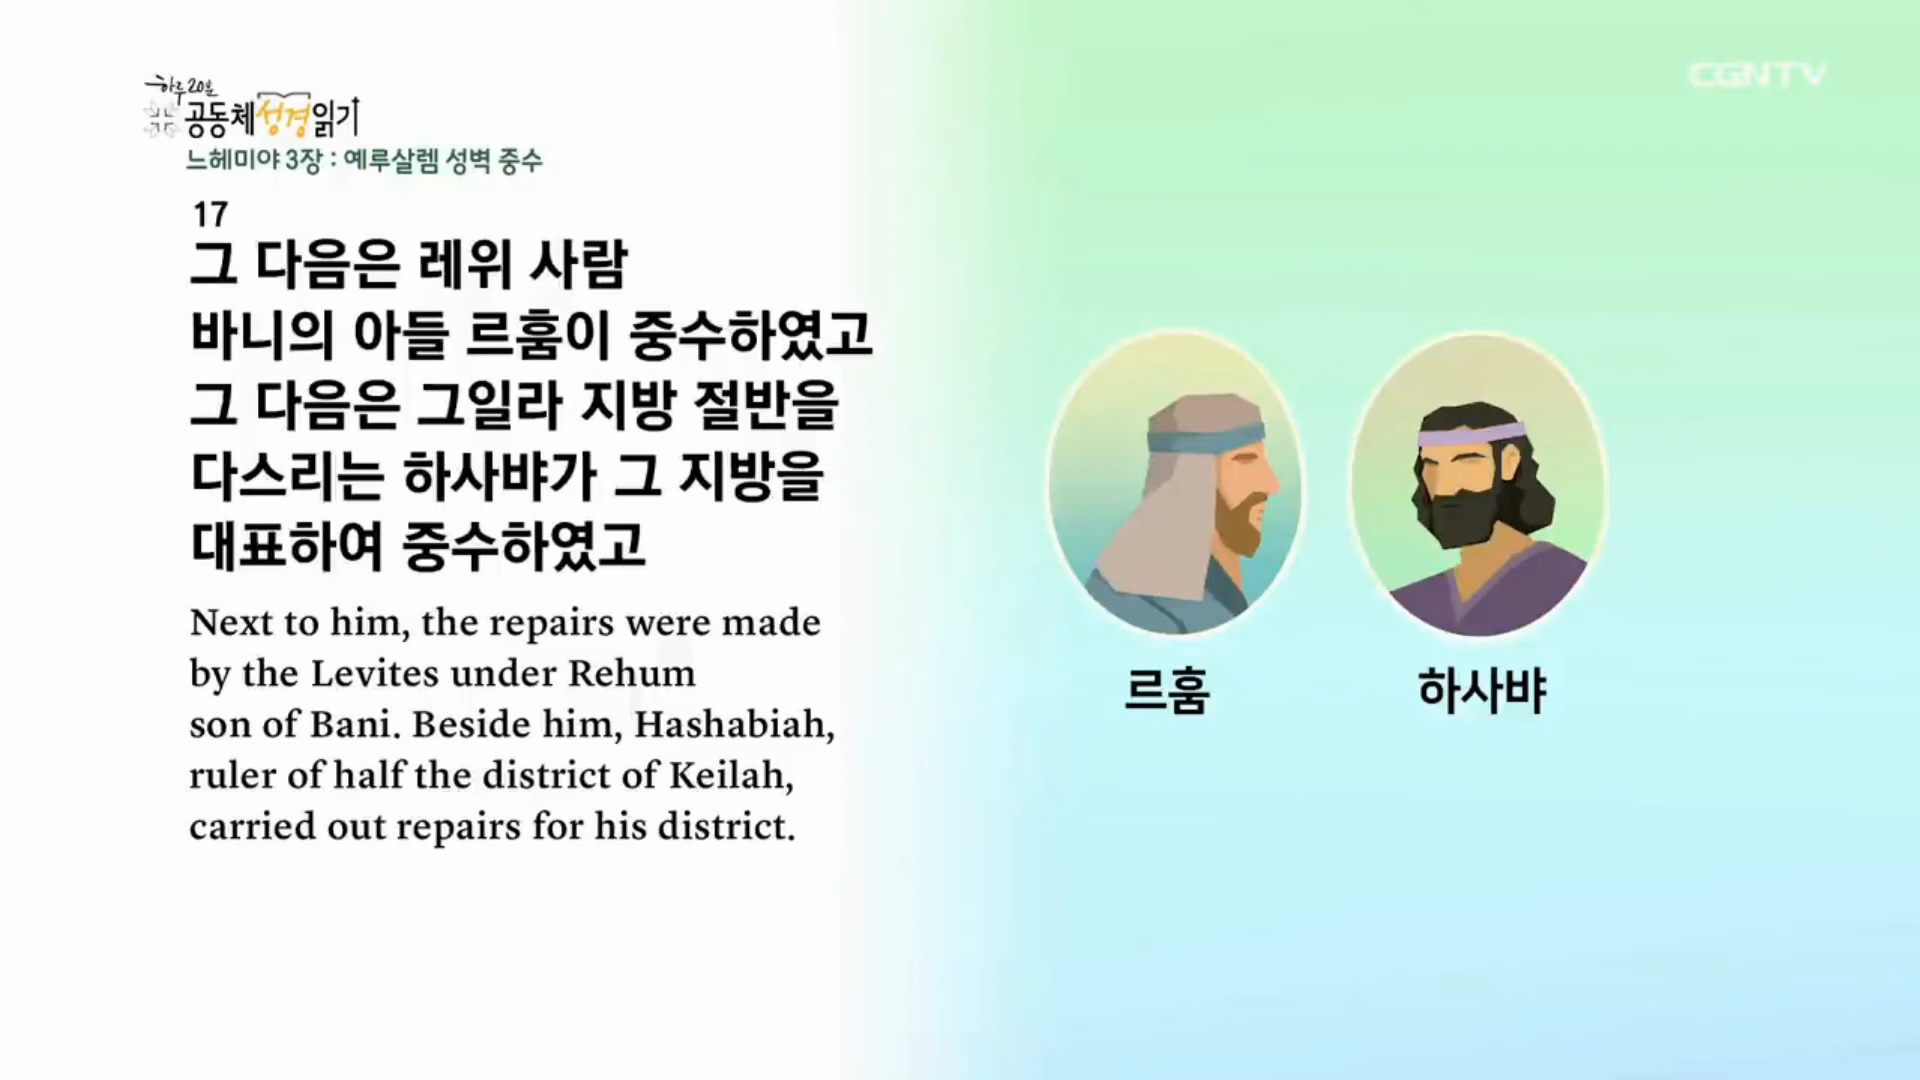 하루 20분
공동체성경읽기
느헤미야 3장 : 예루살렘 성벽 중수
17
그 다음은 레위 사람
바니의 아들 르훔이 중수하였고
그 다음은 그일라 지방 절반을
다스리는 하사뱌가 그 지방을
대표하여 중수하였고
Next to him, the repairs were made
by the Levites under Rehum
son of Bani. Beside him, Hashabiah,
ruler of half the district of Keilah,
carried out repairs for his district.
CGNTV
르훔
하사뱌